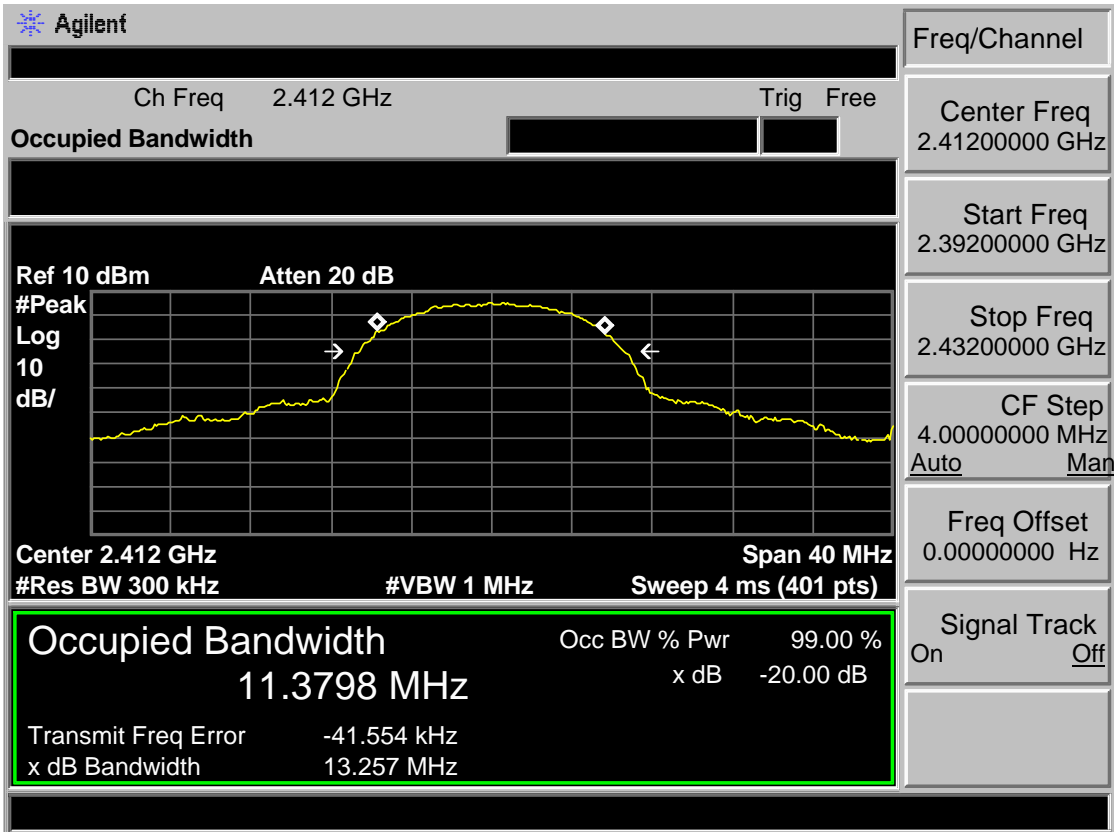 Agilent
Freq/Channel
Ch Freq 2.412 GHz Trig Free
Occupied Bandwidth
Center Freq
2.41200000 GHz
Start Freq
2.39200000 GHz
Stop Freq
2.43200000 GHz
CF Step
4.00000000 MHz
Auto Man
Freq Offset
0.00000000 Hz
Signal Track
On Off
Ref 10 dBm Atten 20 dB
#Peak
Log
10
dB/
Center 2.412 GHz Span 40 MHz
#Res BW 300 kHz #VBW 1 MHz Sweep 4 ms (401 pts)
Occupied Bandwidth Occ BW % Pwr 99.00 %
11.3798 MHz x dB -20.00 dB
Transmit Freq Error -41.554 kHz
x dB Bandwidth 13.257 MHz